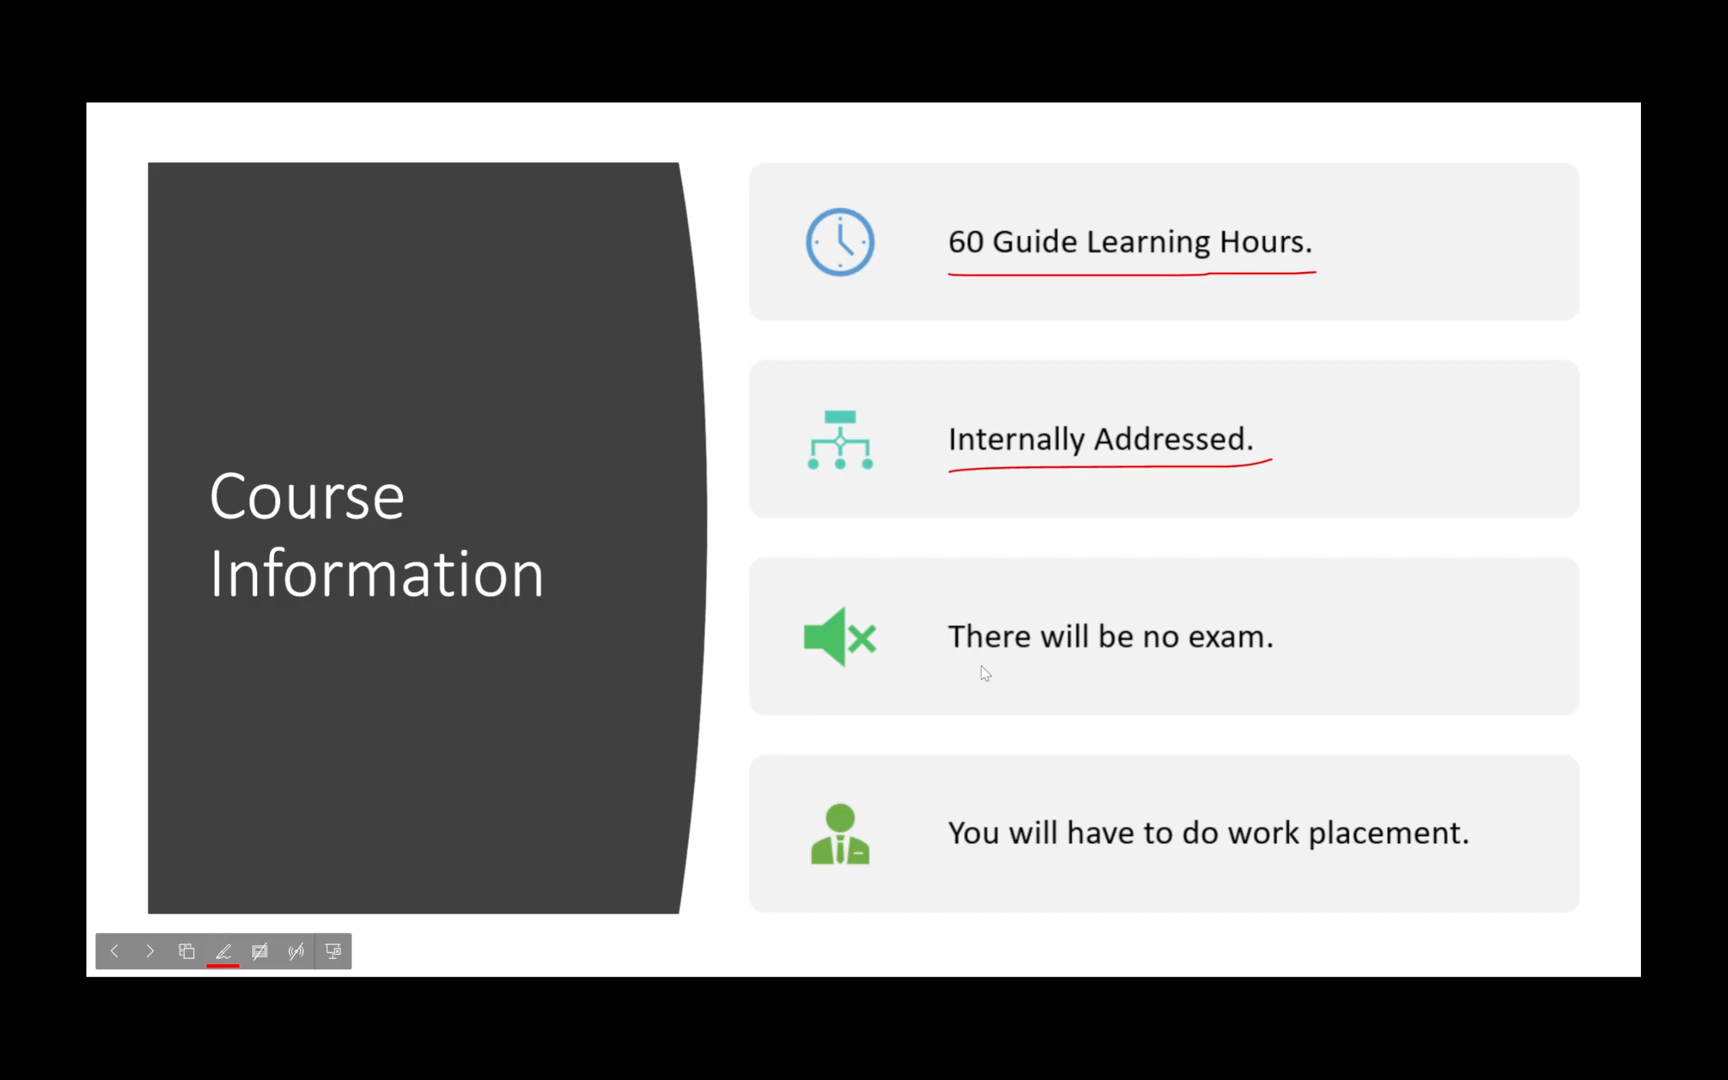 Course
Information
60 Guide Learning Hours.
Internally Addressed.
There will be no exam.
You will have to do work placement.